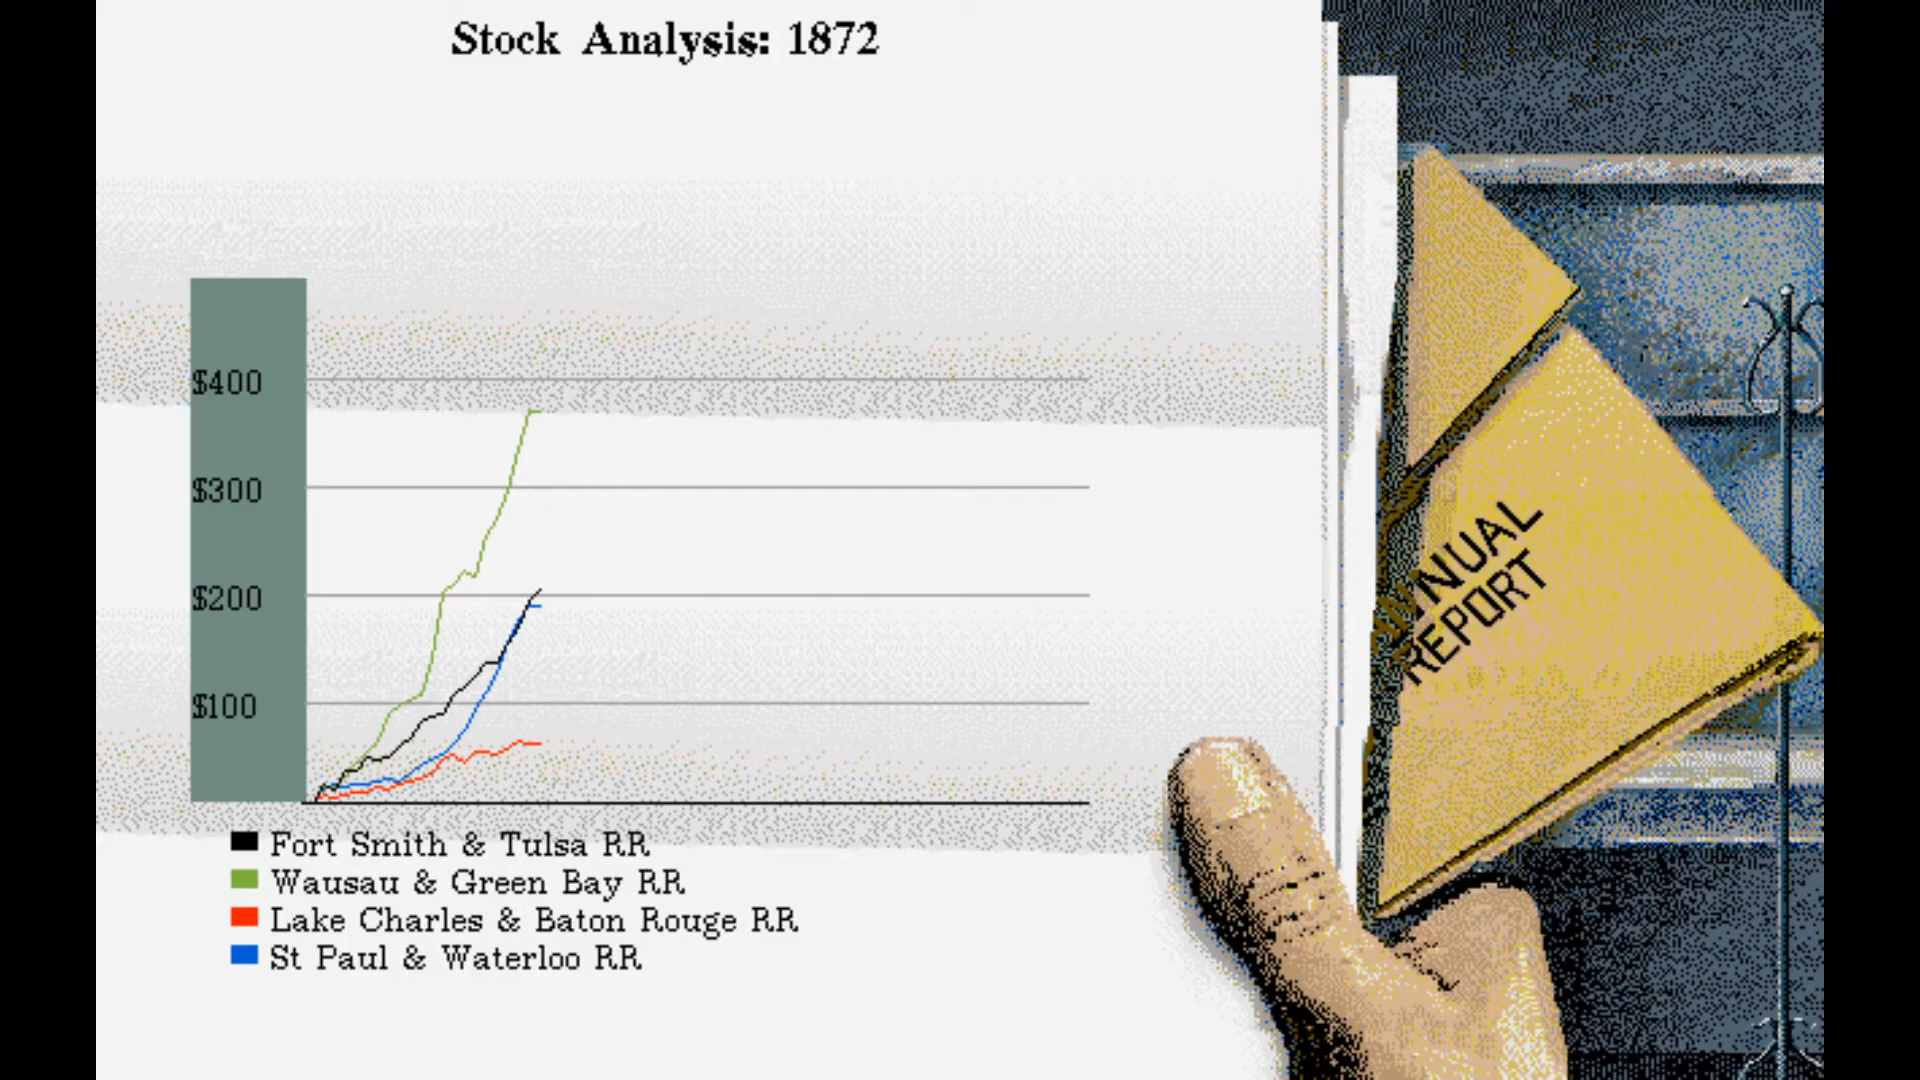 Stock Analysis: 1872
$400
$300
$200
$100
Fort Smith & Tulsa RR
Wausau & Green Bay RR
Lake Charles & Baton Rouge RR
St Paul & Waterloo RR
ANNUAL
REPORT